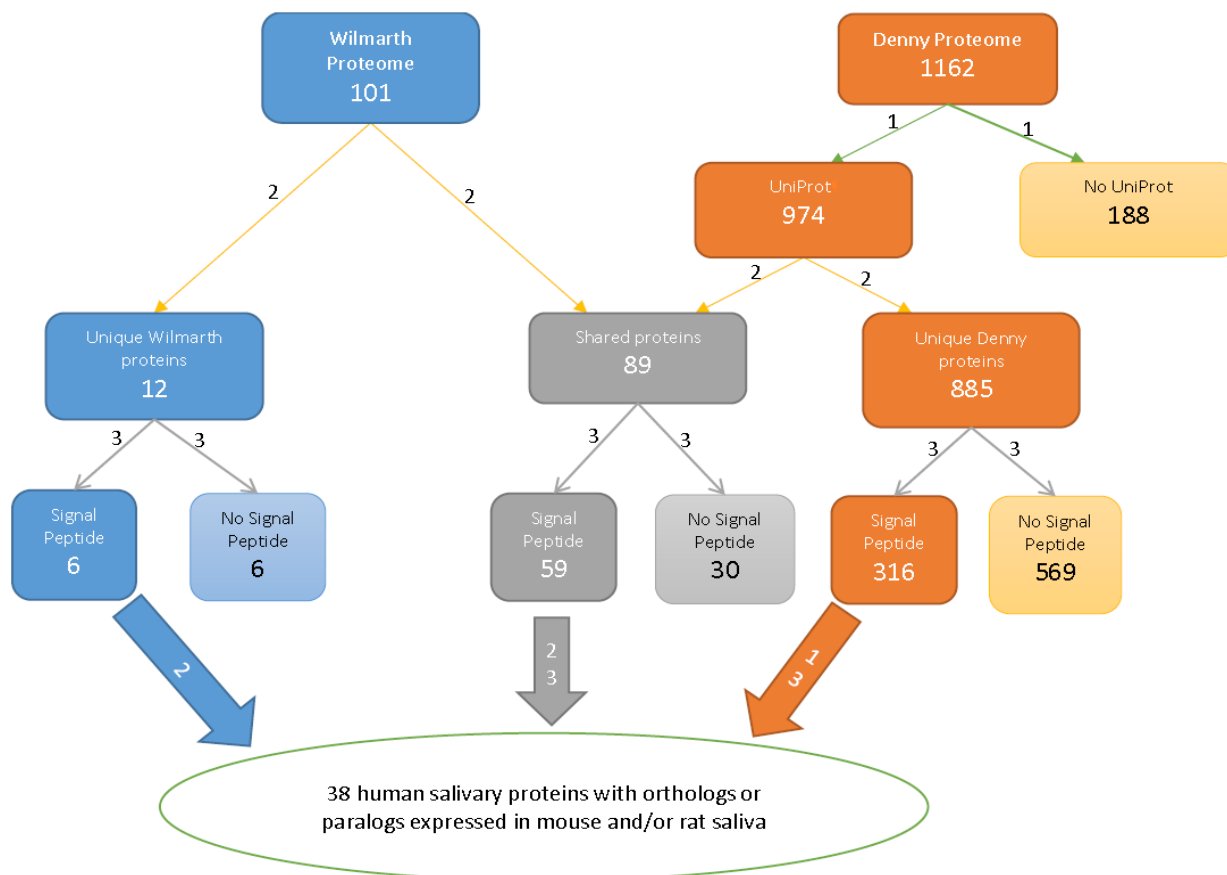 Wilmarth
Proteome
101
Denny Proteome
1162
1
1
2
2
UniProt
974
No UniProt
188
2
2
Unique Wilmarth
proteins
12
Shared proteins
89
Unique Denny
proteins
885
3
3
3
3
3
3
Signal
Peptide
6
No Signal
Peptide
6
Signal
Peptide
59
No Signal
Peptide
30
Signal
Peptide
316
No Signal
Peptide
569
2
2
3
1
3
38 human salivary proteins with orthologs or
paralogs expressed in mouse and/or rat saliva